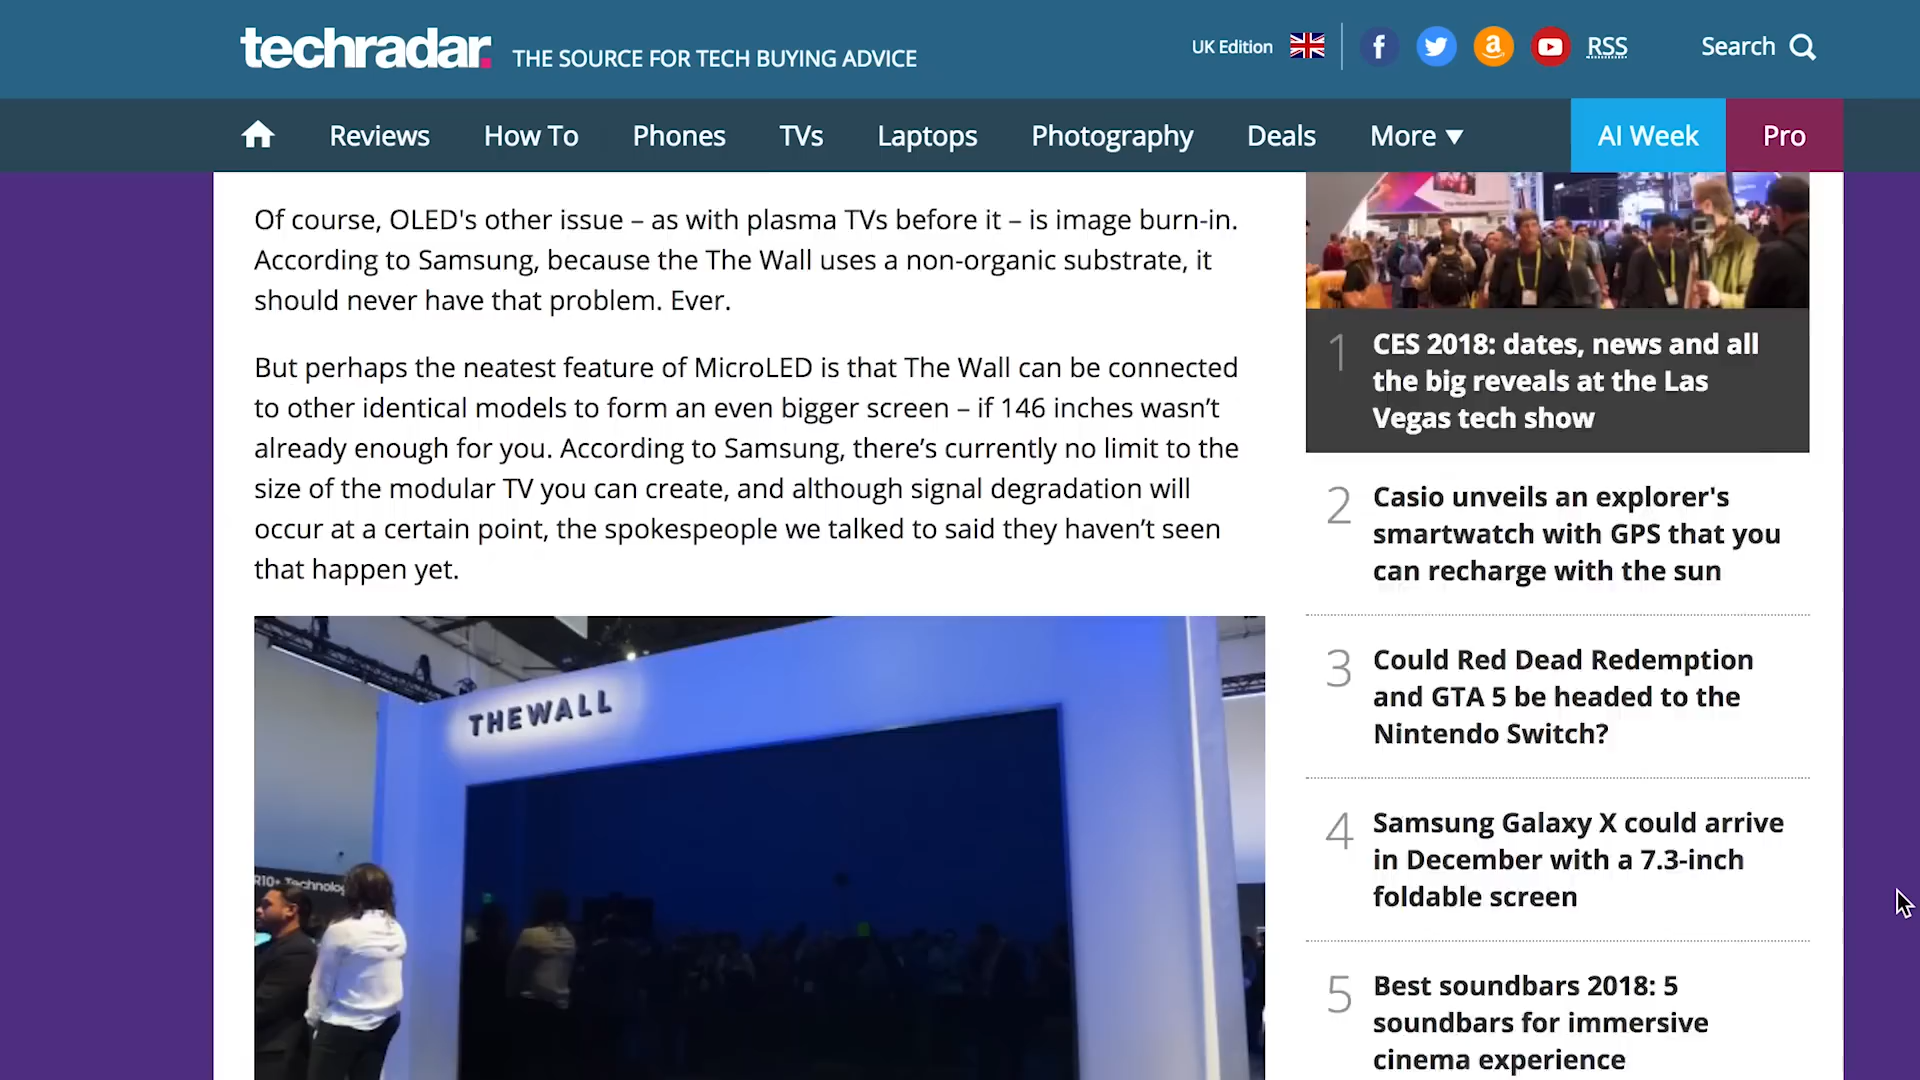 techradar.
THE SOURCE FOR TECH BUYING ADVICE
UK Edition
RSS
Search
Reviews
How To
Phones
TVs
Laptops
Photography
Deals
More
AI Week
Pro
Of course, OLED's other issue – as with plasma TVs before it – is image burn-in.
According to Samsung, because the The Wall uses a non-organic substrate, it
should never have that problem. Ever.
But perhaps the neatest feature of MicroLED is that The Wall can be connected
to other identical models to form an even bigger screen – if 146 inches wasn’t
already enough for you. According to Samsung, there’s currently no limit to the
size of the modular TV you can create, and although signal degradation will
occur at a certain point, the spokespeople we talked to said they haven’t seen
that happen yet.
THE WALL
R10+ Technolog
1
CES 2018: dates, news and all
the big reveals at the Las
Vegas tech show
2
Casio unveils an explorer's
smartwatch with GPS that you
can recharge with the sun
3
Could Red Dead Redemption
and GTA 5 be headed to the
Nintendo Switch?
4
Samsung Galaxy X could arrive
in December with a 7.3-inch
foldable screen
5
Best soundbars 2018: 5
soundbars for immersive
cinema experience